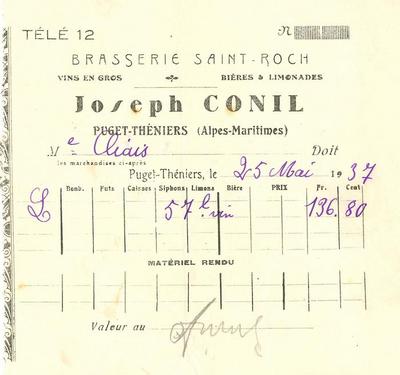 TÉLÉ 12 N
BRASSERIE SAINT-ROCH
VINS EN GROS BIÈRES & LIMONADES
Joseph CONIL
PUGET-THÉNIERS (Alpes-Maritimes)
Me Cliais Doit
les marchandises ci-après
Puget-Théniers, le 25 Mai 1937
Bonb. Futs Caisses Siphons Limons Bière PRIX Fr. Cent
57 l. vin 136.80
MATÉRIEL RENDU
Valeur au